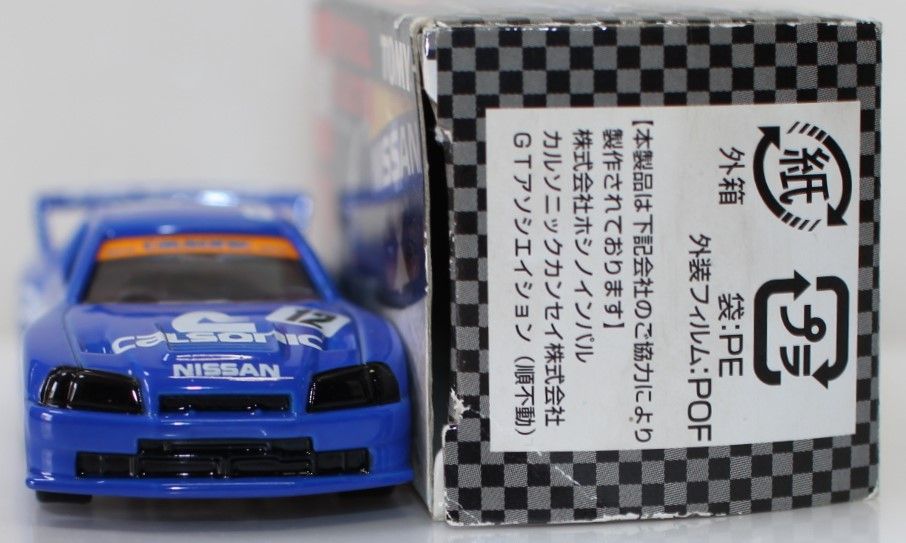 TOMY
NISSAN
CALSONIC
12
NISSAN
紙
外箱
プラ
袋:PE
外装フィルム:POF
【本製品は下記会社のご協力により
製作されております】
株式会社ホシノインパル
カルソニックカンセイ株式会社
GTアソシエイション(順不動)